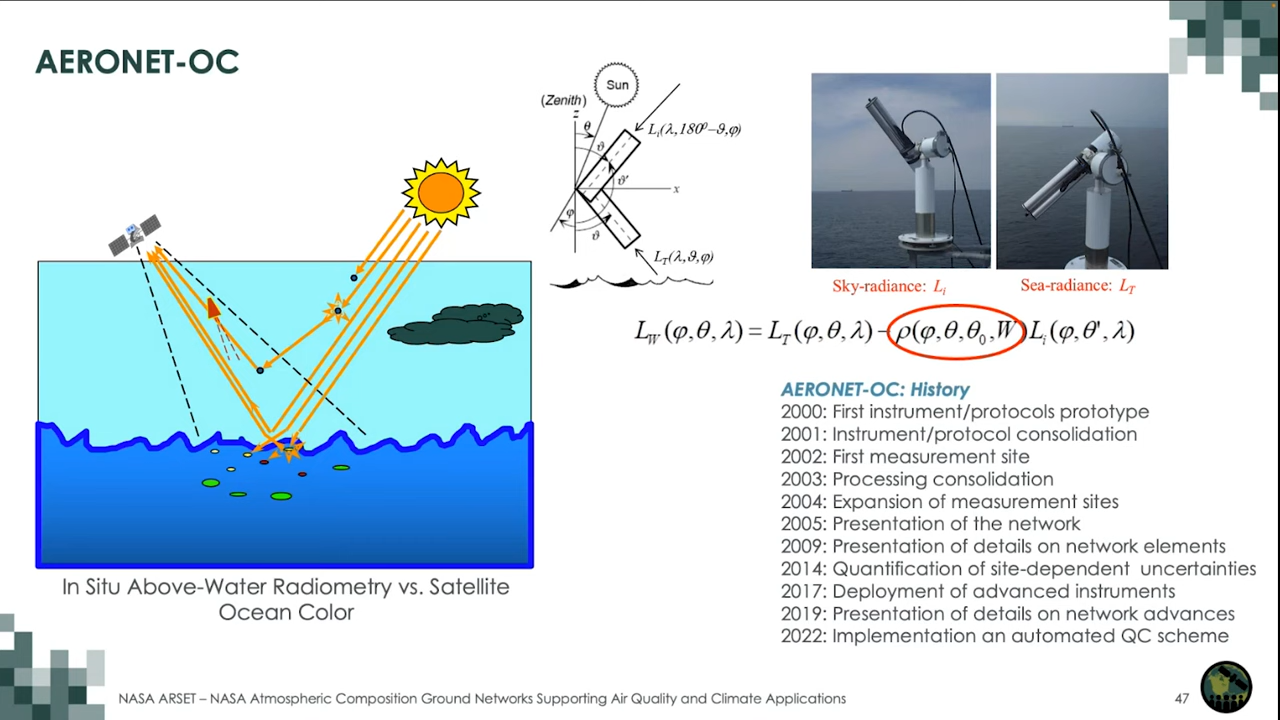 AERONET-OC
Sun
(Zenith)
z
θ
L_i(λ,180º−ϑ,φ)
ϑ
ϑ'
x
φ
ϑ
L_T(λ,ϑ,φ)
Sky-radiance: L_i
Sea-radiance: L_T
L_W(φ,θ,λ) = L_T(φ,θ,λ) − ρ(φ,θ,θ_0,W) L_i(φ,θ',λ)
In Situ Above-Water Radiometry vs. Satellite
Ocean Color
AERONET-OC: History
2000: First instrument/protocols prototype
2001: Instrument/protocol consolidation
2002: First measurement site
2003: Processing consolidation
2004: Expansion of measurement sites
2005: Presentation of the network
2009: Presentation of details on network elements
2014: Quantification of site-dependent uncertainties
2017: Deployment of advanced instruments
2019: Presentation of details on network advances
2022: Implementation an automated QC scheme
NASA ARSET – NASA Atmospheric Composition Ground Networks Supporting Air Quality and Climate Applications
47